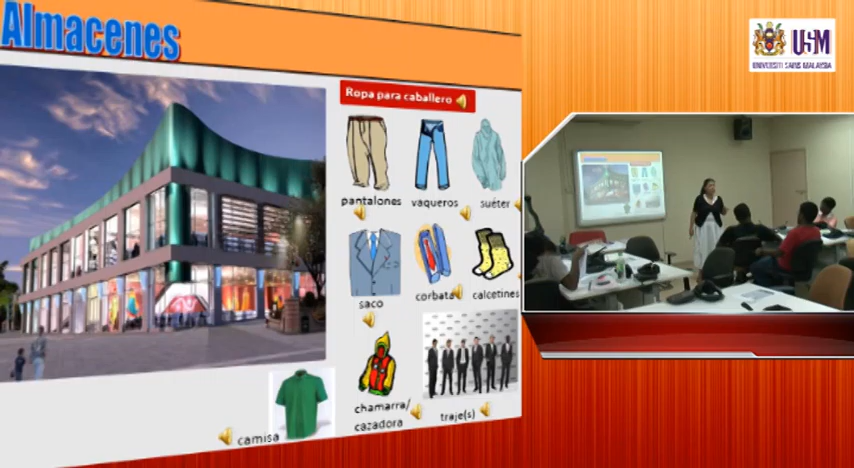 Almacenes
Ropa para caballero
pantalones
vaqueros
suéter
saco
corbata
calcetines
chamarra/
cazadora
traje(s)
camisa
USM
UNIVERSITI SAINS MALAYSIA